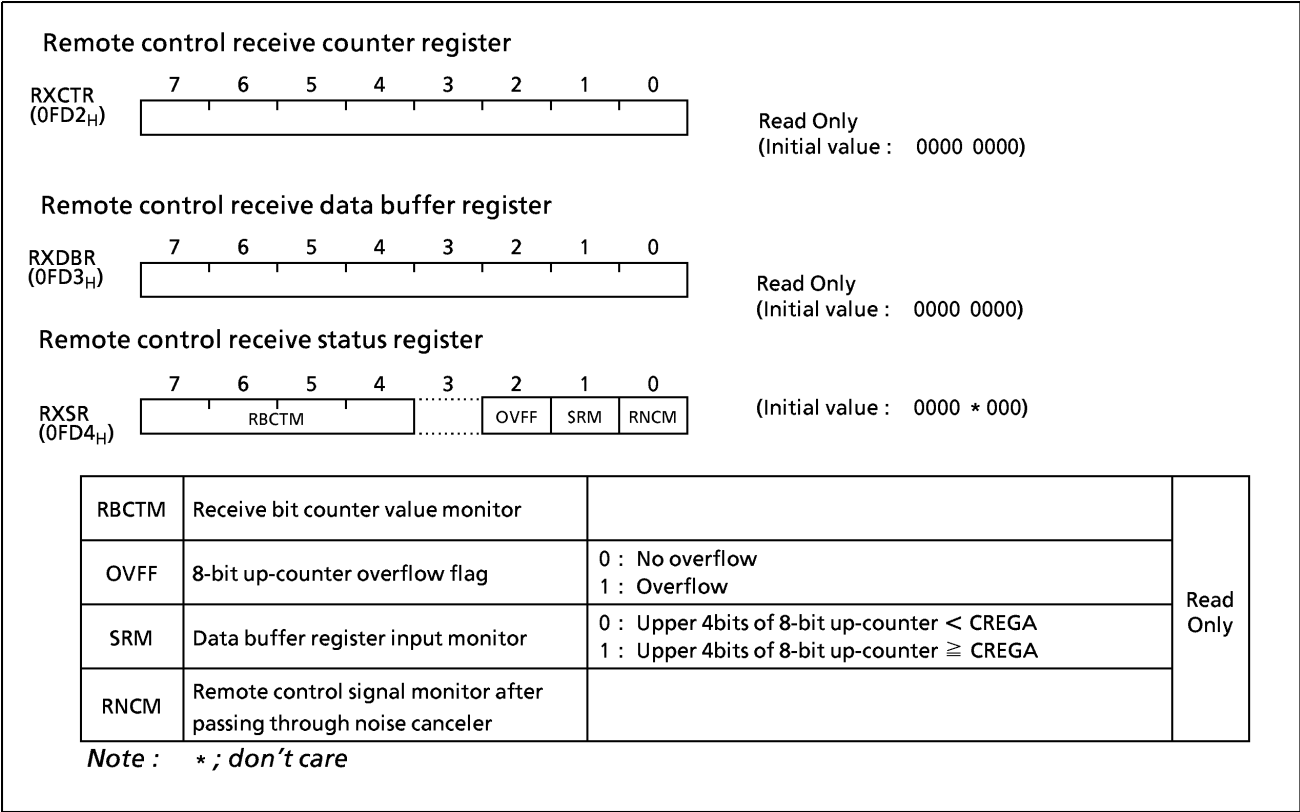 Remote control receive counter register
7 6 5 4 3 2 1 0
RXCTR
(0FD2H)
Read Only
(Initial value : 0000 0000)
Remote control receive data buffer register
7 6 5 4 3 2 1 0
RXDBR
(0FD3H)
Read Only
(Initial value : 0000 0000)
Remote control receive status register
7 6 5 4 3 2 1 0
RXSR
(0FD4H)
RBCTM OVFF SRM RNCM
(Initial value : 0000 *000)
RBCTM Receive bit counter value monitor
OVFF 8-bit up-counter overflow flag
0 : No overflow
1 : Overflow
SRM Data buffer register input monitor
0 : Upper 4bits of 8-bit up-counter < CREGA
1 : Upper 4bits of 8-bit up-counter ≧ CREGA
RNCM Remote control signal monitor after
passing through noise canceler
Read
Only
Note : * ; don't care